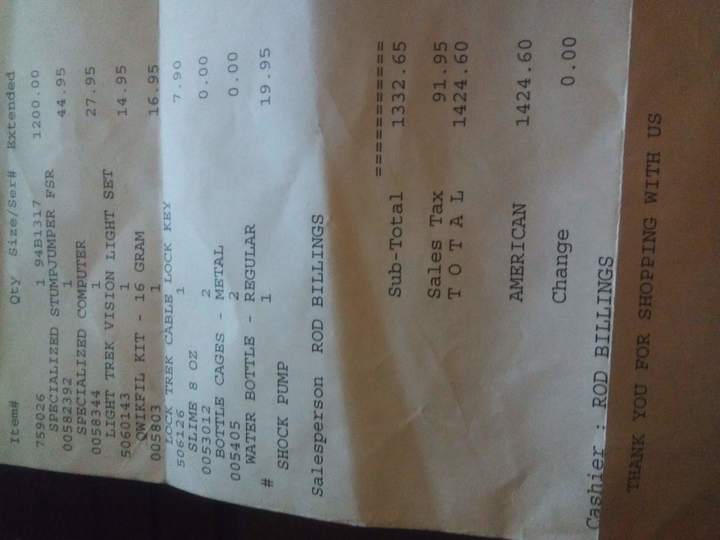 Item# Qty Size/Ser# Extended
759026 1 94B1317 1200.00
SPECIALIZED STUMPJUMPER FSR
00582392 1 44.95
SPECIALIZED COMPUTER
0058344 1 27.95
LIGHT TREK VISION LIGHT SET
5060143 1 14.95
QWIKFIL KIT - 16 GRAM
005803 1 16.95
LOCK TREK CABLE LOCK KEY
506126 1 7.90
SLIME 8 OZ
0053012 2 0.00
BOTTLE CAGES - METAL
005405 2 0.00
WATER BOTTLE - REGULAR
# 1 19.95
SHOCK PUMP
Salesperson ROD BILLINGS
===========
Sub-Total 1332.65
Sales Tax 91.95
T O T A L 1424.60
AMERICAN 1424.60
Change 0.00
Cashier : ROD BILLINGS
THANK YOU FOR SHOPPING WITH US